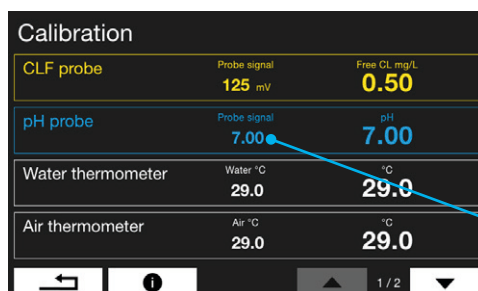 Calibration
CLF probe Probe signal Free CL mg/L
125 mV 0.50
pH probe Probe signal pH
7.00 7.00
Water thermometer Water °C °C
29.0 29.0
Air thermometer Air °C °C
29.0 29.0
i 1/2